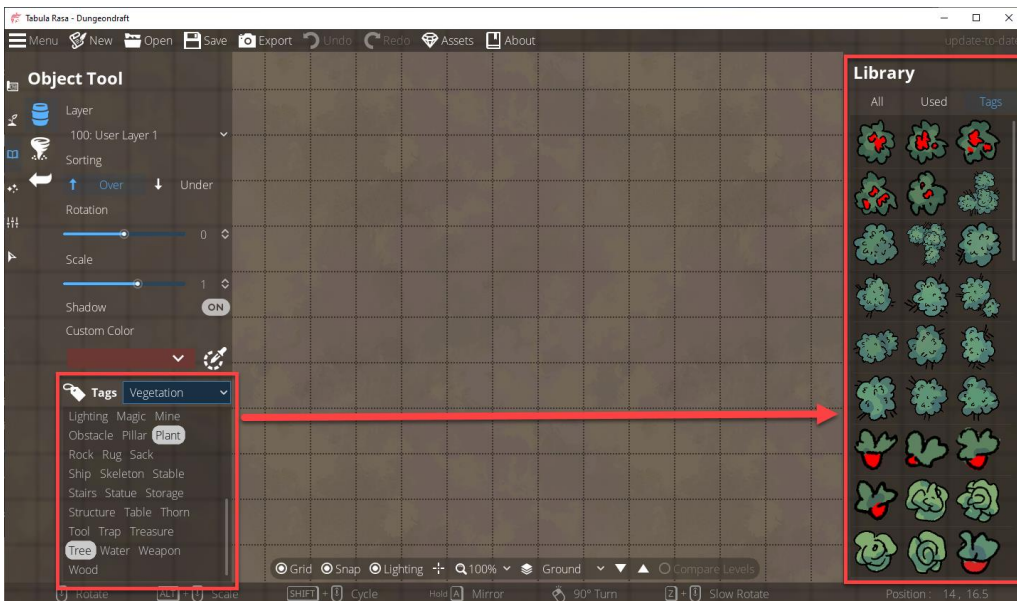 Tabula Rasa - Dungeondraft
Menu New Open Save Export Undo Redo Assets About update-to-date
Object Tool
Layer
100: User Layer 1
Sorting
Over Under
Rotation
0
Scale
1
Shadow ON
Custom Color
Tags Vegetation
Lighting Magic Mine
Obstacle Pillar Plant
Rock Rug Sack
Ship Skeleton Stable
Stairs Statue Storage
Structure Table Thorn
Tool Trap Treasure
Tree Water Weapon
Wood
Library
All Used Tags
Grid Snap Lighting 100% Ground Compare Levels
Rotate ALT + Scale SHIFT + Cycle Hold A Mirror 90° Turn Z + Slow Rotate Position : 14 , 16.5